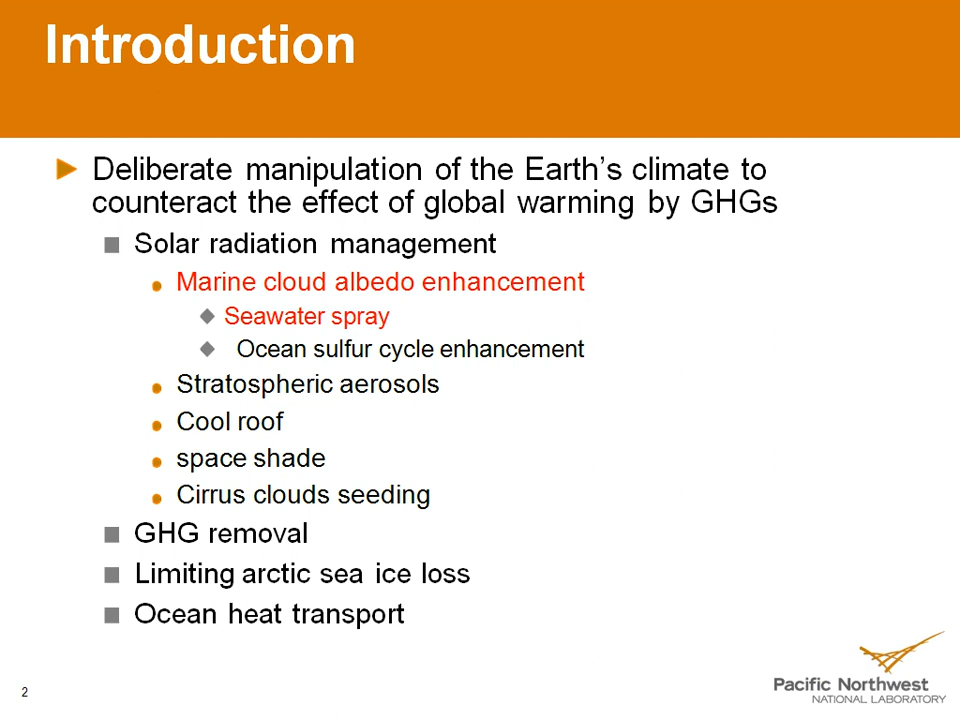 Introduction
Deliberate manipulation of the Earth’s climate to
counteract the effect of global warming by GHGs
Solar radiation management
Marine cloud albedo enhancement
Seawater spray
Ocean sulfur cycle enhancement
Stratospheric aerosols
Cool roof
space shade
Cirrus clouds seeding
GHG removal
Limiting arctic sea ice loss
Ocean heat transport
2
Pacific Northwest
NATIONAL LABORATORY